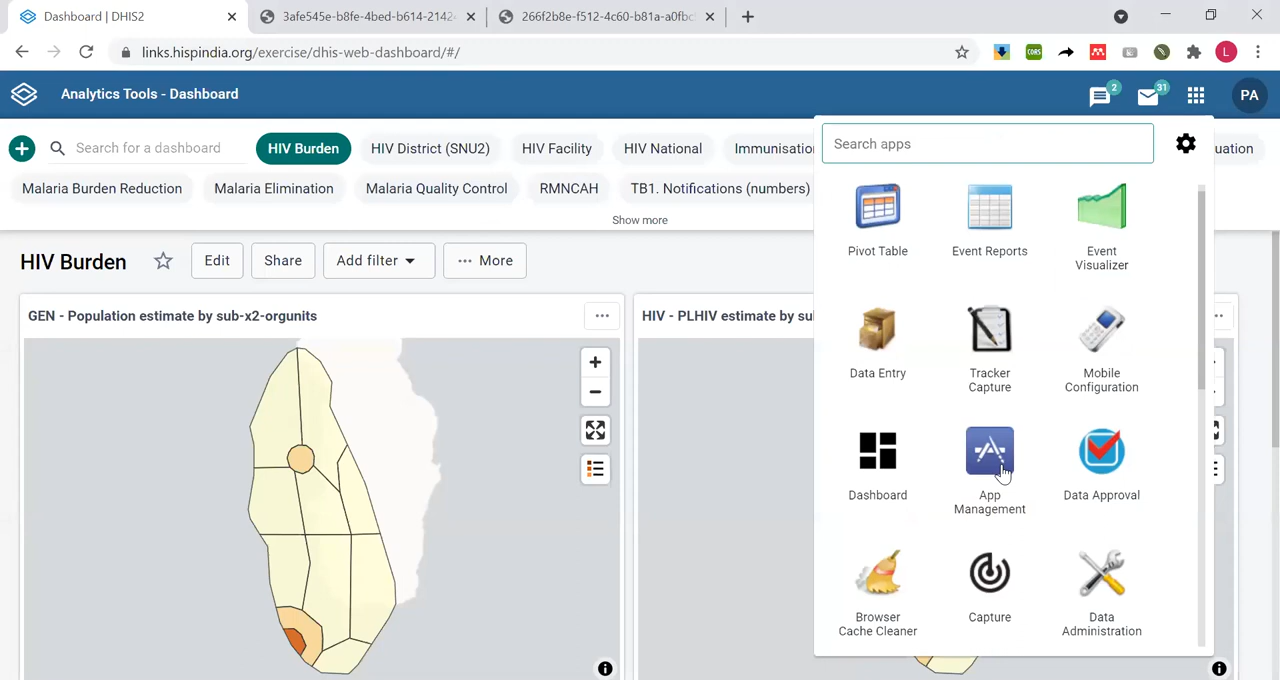 Dashboard | DHIS2
3afe545e-b8fe-4bed-b614-2142
266f2b8e-f512-4c60-b81a-a0fbc
links.hispindia.org/exercise/dhis-web-dashboard/#/
CORS
L
Analytics Tools - Dashboard
2
31
PA
Search for a dashboard
HIV Burden
HIV District (SNU2)
HIV Facility
HIV National
Immunisatio
uation
Malaria Burden Reduction
Malaria Elimination
Malaria Quality Control
RMNCAH
TB1. Notifications (numbers)
Show more
HIV Burden
Edit
Share
Add filter
More
GEN - Population estimate by sub-x2-orgunits
HIV - PLHIV estimate by su
Search apps
Pivot Table
Event Reports
Event
Visualizer
Data Entry
Tracker
Capture
Mobile
Configuration
Dashboard
App
Management
Data Approval
Browser
Cache Cleaner
Capture
Data
Administration